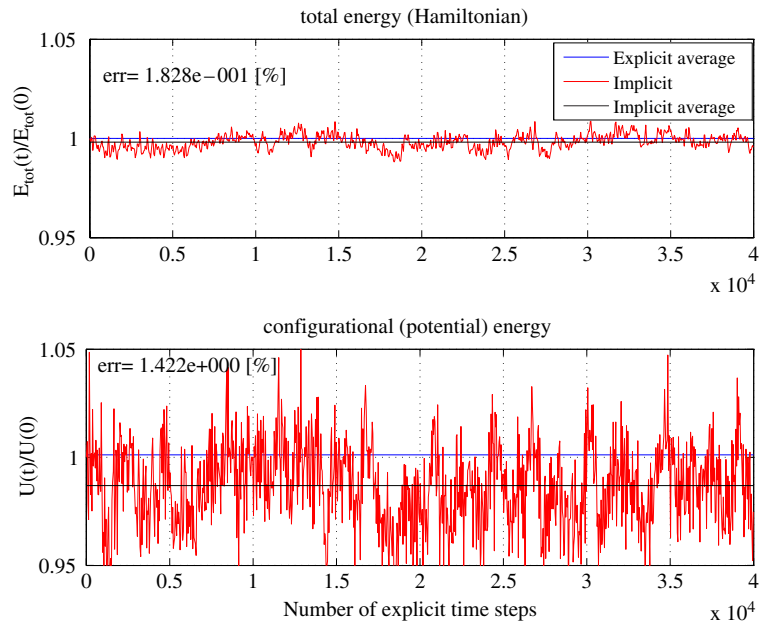 total energy (Hamiltonian)
1.05
err= 1.828e−001 [%]
Explicit average
Implicit
Implicit average
E_tot(t)/E_tot(0)
1
0.95
0 0.5 1 1.5 2 2.5 3 3.5 4
x 10^4
configurational (potential) energy
1.05
err= 1.422e+000 [%]
U(t)/U(0)
1
0.95
0 0.5 1 1.5 2 2.5 3 3.5 4
Number of explicit time steps
x 10^4